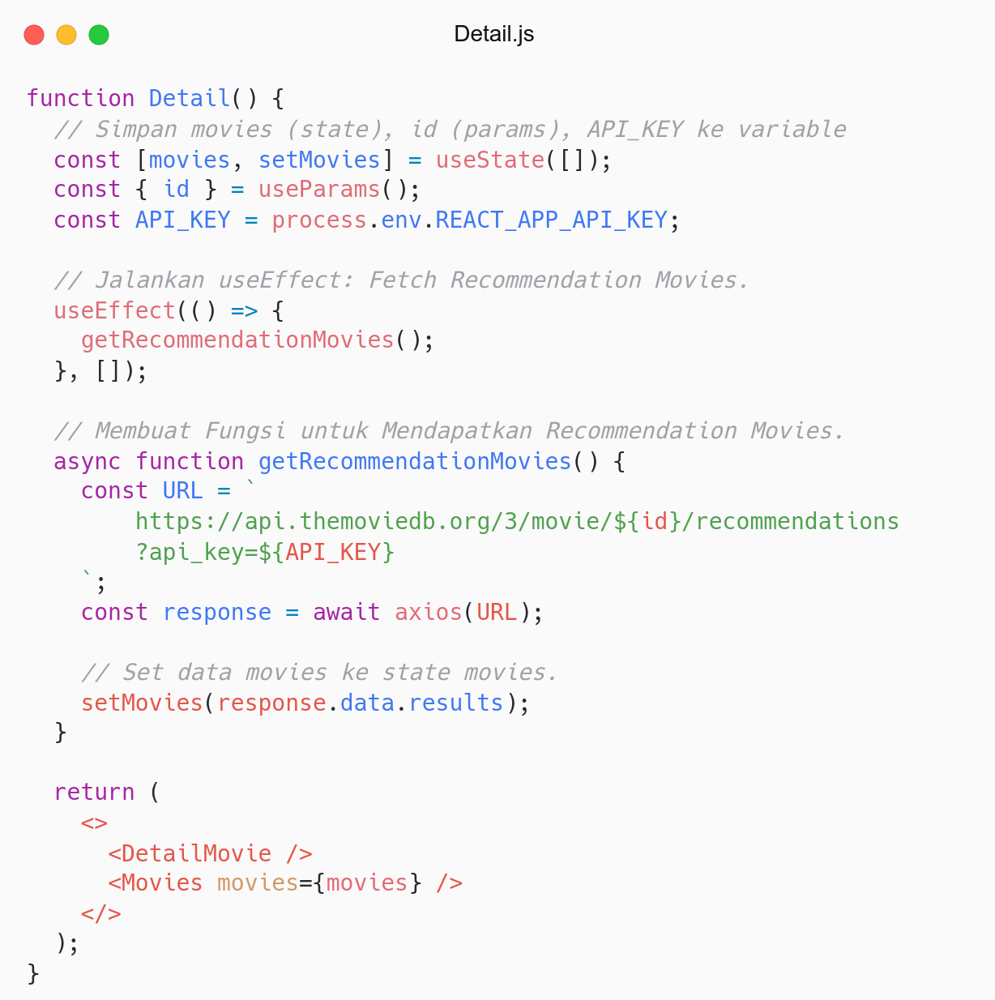 Detail.js
function Detail() {
  // Simpan movies (state), id (params), API_KEY ke variable
  const [movies, setMovies] = useState([]);
  const { id } = useParams();
  const API_KEY = process.env.REACT_APP_API_KEY;

  // Jalankan useEffect: Fetch Recommendation Movies.
  useEffect(() => {
    getRecommendationMovies();
  }, []);

  // Membuat Fungsi untuk Mendapatkan Recommendation Movies.
  async function getRecommendationMovies() {
    const URL = `
        https://api.themoviedb.org/3/movie/${id}/recommendations
        ?api_key=${API_KEY}
    `;
    const response = await axios(URL);

    // Set data movies ke state movies.
    setMovies(response.data.results);
  }

  return (
    <>
      <DetailMovie />
      <Movies movies={movies} />
    </>
  );
}